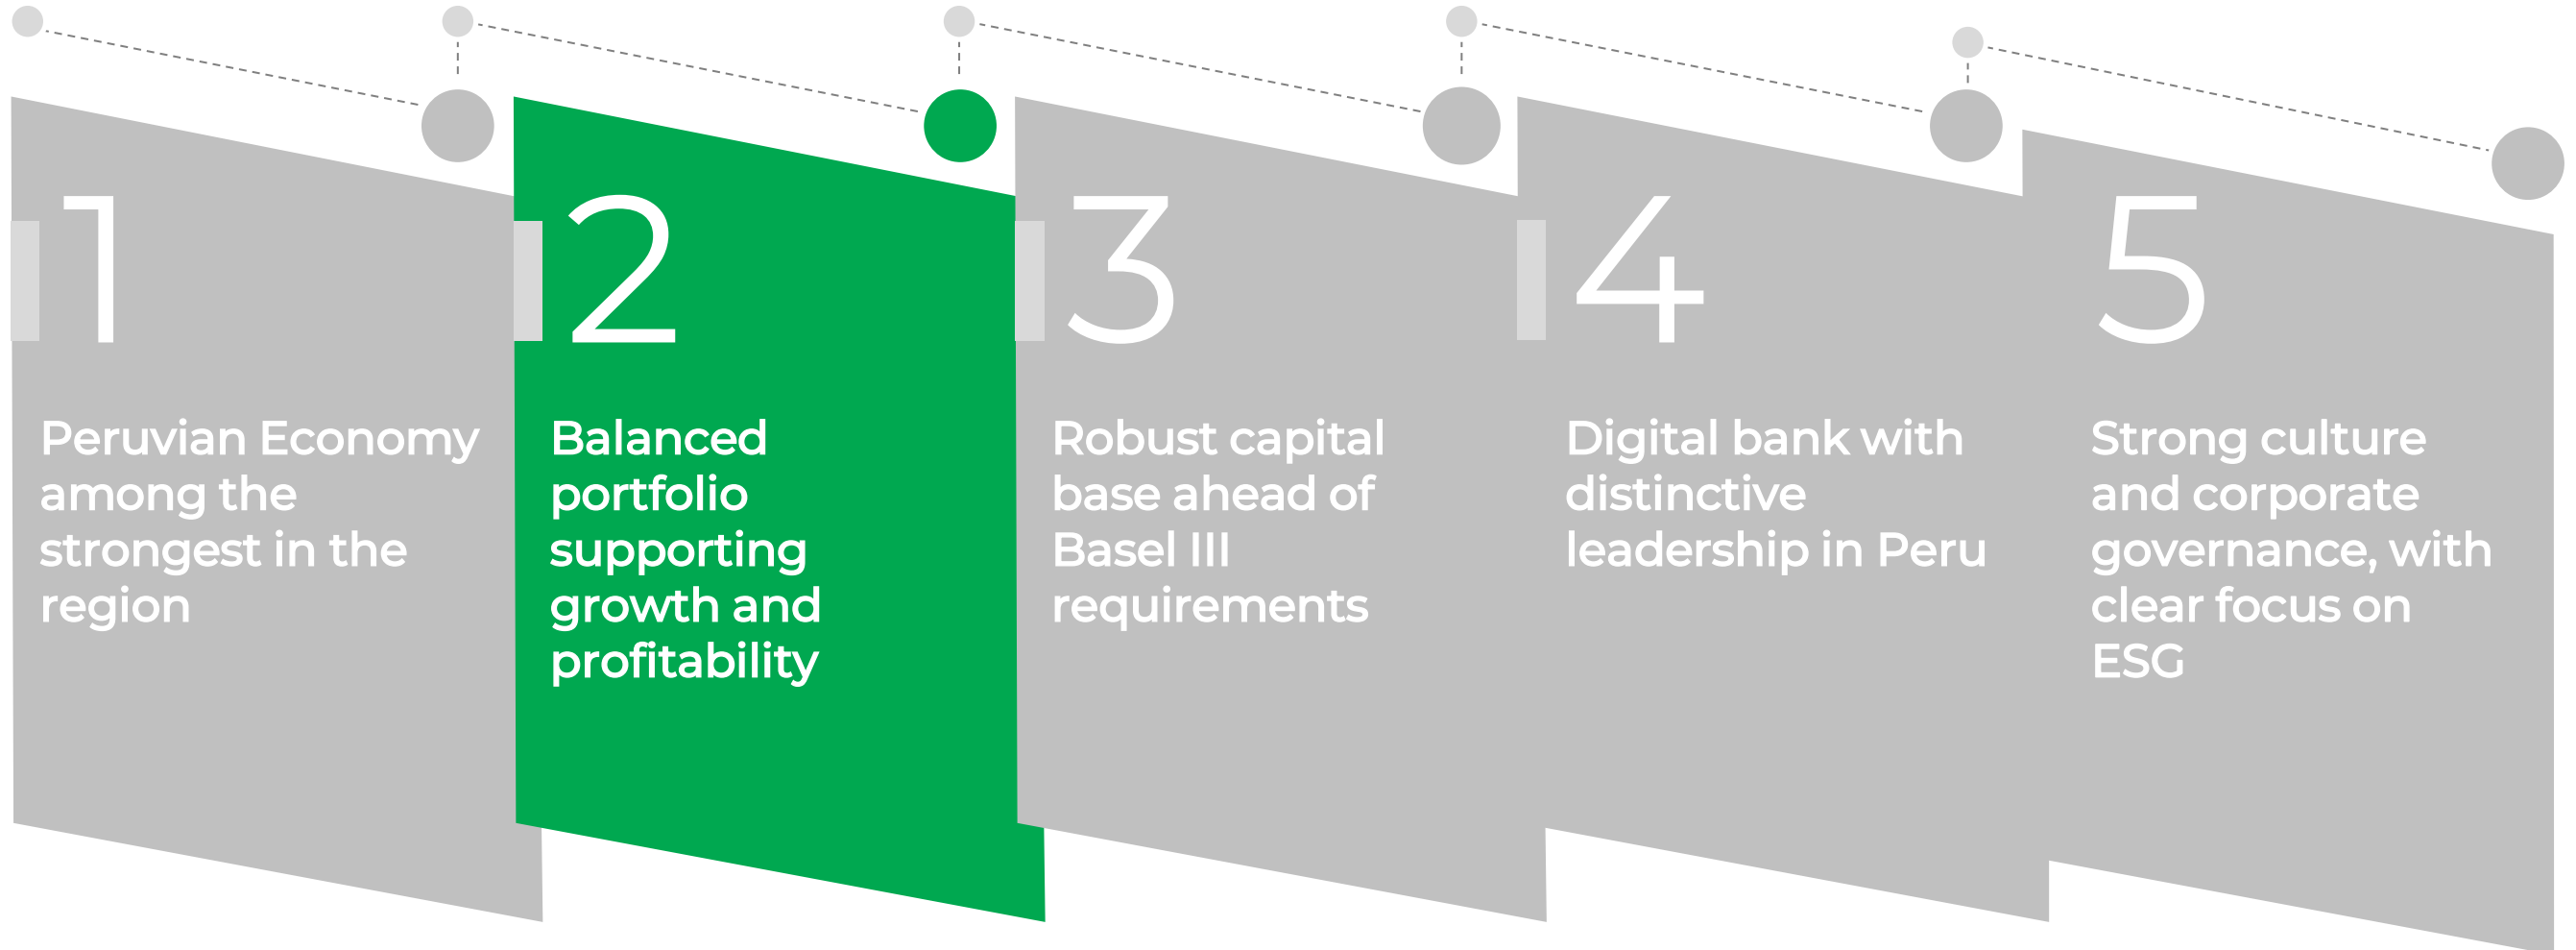 1
Peruvian Economy
among the
strongest in the
region
2
Balanced
portfolio
supporting
growth and
profitability
3
Robust capital
base ahead of
Basel III
requirements
4
Digital bank with
distinctive
leadership in Peru
5
Strong culture
and corporate
governance, with
clear focus on
ESG